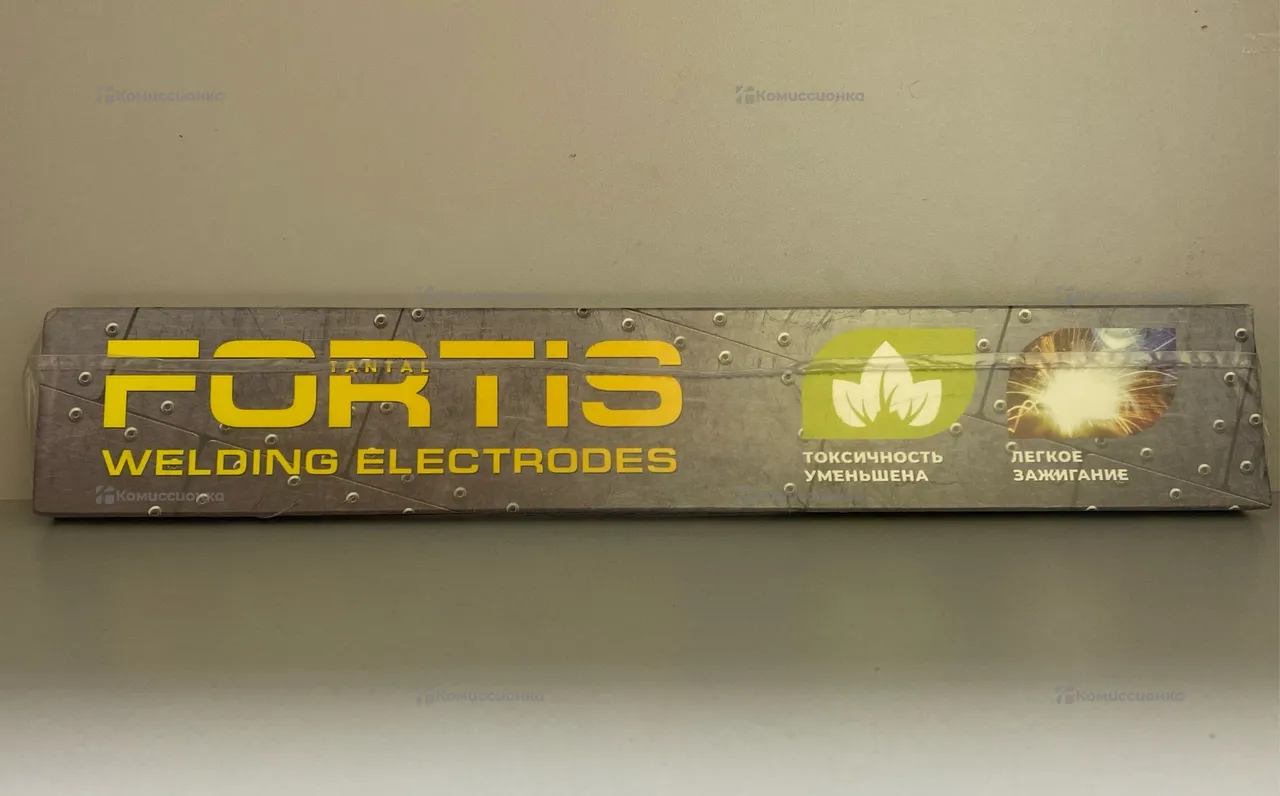 Комиссионка
Комиссионка
FORTIS
TANTAL
WELDING ELECTRODES
ТОКСИЧНОСТЬ
УМЕНЬШЕНА
ЛЕГКОЕ
ЗАЖИГАНИЕ
Комиссионка
Комиссионка
Комиссионка